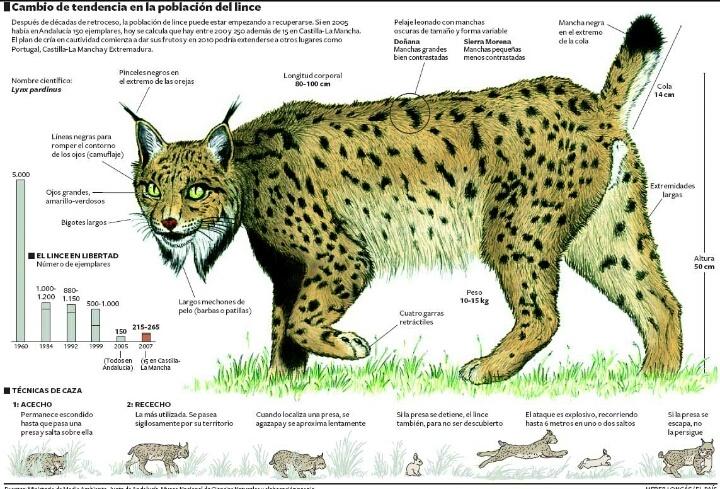 Cambio de tendencia en la población del lince
Después de décadas de retroceso, la población de lince puede estar empezando a recuperarse. Si en 2005
había en Andalucía 150 ejemplares, hoy se calcula que hay entre 200 y 250 además de 15 en Castilla-La Mancha.
El plan de cría en cautividad comienza a dar sus frutos y en 2010 podría extenderse a otros lugares como
Portugal, Castilla-La Mancha y Extremadura.
Nombre científico:
Lynx pardinus
Pinceles negros en
el extremo de las orejas
Longitud corporal
80-100 cm
Pelaje leonado con manchas
oscuras de tamaño y forma variable
Doñana
Manchas grandes
bien contrastadas
Sierra Morena
Manchas pequeñas
menos contrastadas
Mancha negra
en el extremo
de la cola
Cola
14 cm
Líneas negras para
romper el contorno
de los ojos (camuflaje)
Ojos grandes,
amarillo-verdosos
Bigotes largos
Extremidades
largas
Altura
50 cm
Largos mechones de
pelo (barbas o patillas)
Peso
10-15 kg
Cuatro garras
retráctiles
EL LINCE EN LIBERTAD
Número de ejemplares
5.000
1.000-
1.200
880-
1.150
500-1.000
150
215-265
1960
1984
1992
1999
2005
2007
(Todos en
Andalucía)
(15 en Castilla-
La Mancha)
TÉCNICAS DE CAZA
1: ACECHO
Permanece escondido
hasta que pasa una
presa y salta sobre ella
2: RECECHO
La más utilizada. Se pasea
sigilosamente por su territorio
Cuando localiza una presa, se
agazapa y se aproxima lentamente
Si la presa se detiene, el lince
también, para no ser descubierto
El ataque es explosivo, recorriendo
hasta 6 metros en uno o dos saltos
Si la presa se
escapa, no la
persigue